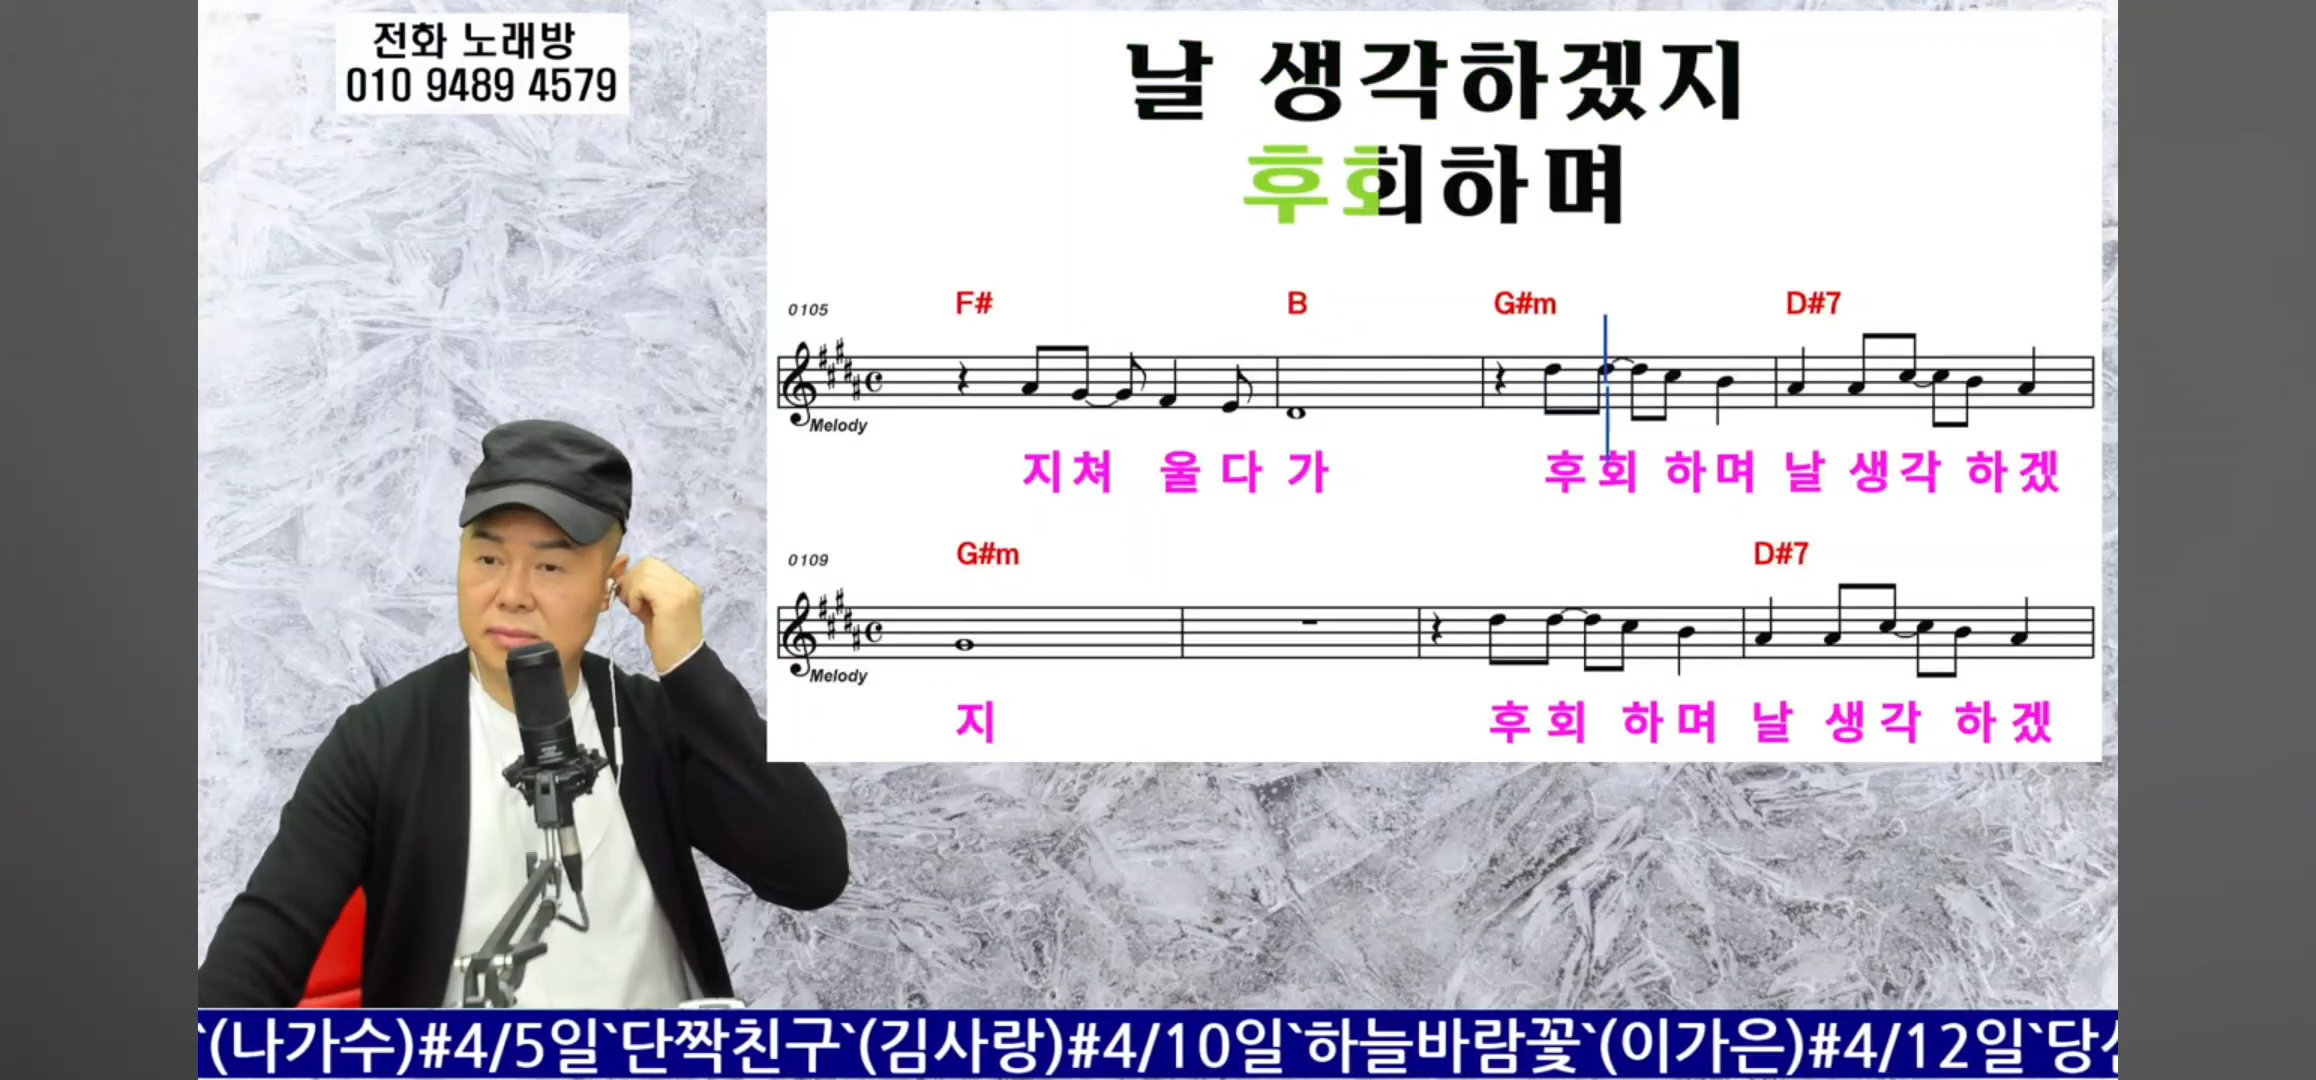 전화 노래방
010 9489 4579
날 생각하겠지
후회하며
0105
F# B G#m D#7
Melody
지쳐 울다가 후회 하며 날 생각 하겠
0109
G#m D#7
Melody
지 후회 하며 날 생각 하겠
`(나가수)#4/5일`단짝친구`(김사랑)#4/10일`하늘바람꽃`(이가은)#4/12일`당